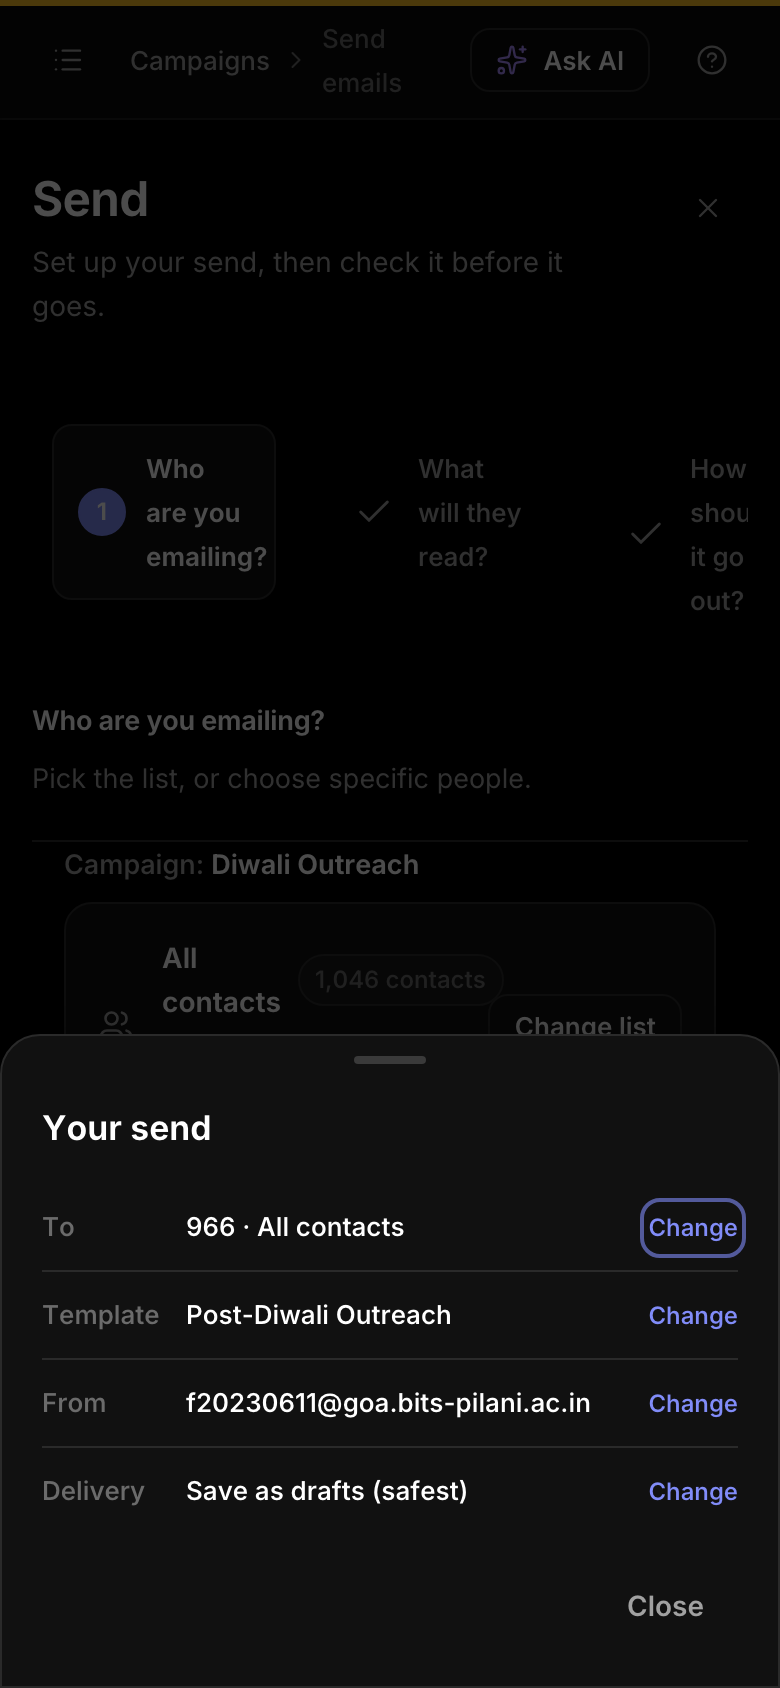 Campaigns > Send emails
Ask AI
Send
Set up your send, then check it before it
goes.
1
Who
are you
emailing?
What
will they
read?
How
shou
it go
out?
Who are you emailing?
Pick the list, or choose specific people.
Campaign: Diwali Outreach
All
contacts
1,046 contacts
Change list
Your send
To 966 · All contacts Change
Template Post-Diwali Outreach Change
From f20230611@goa.bits-pilani.ac.in Change
Delivery Save as drafts (safest) Change
Close